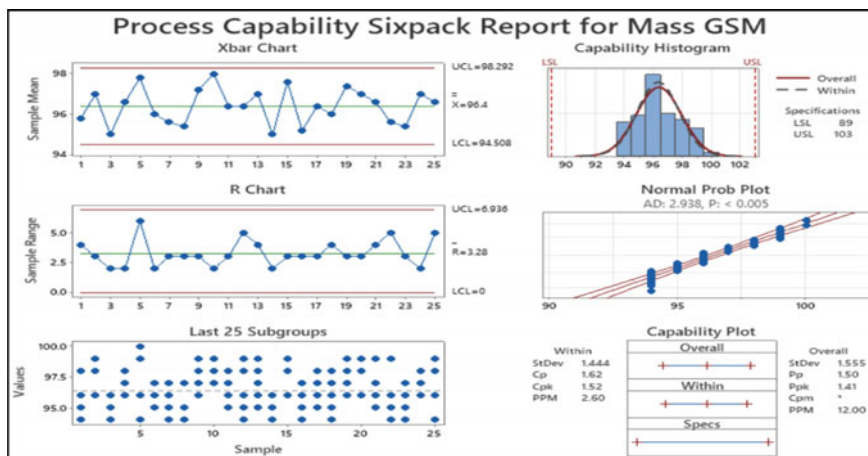 Process Capability Sixpack Report for Mass GSM
Xbar Chart
Sample Mean
98
96
94
UCL=98.292
X=96.4
LCL=94.508
1 3 5 7 9 11 13 15 17 19 21 23 25
Capability Histogram
LSL USL
Overall
Within
Specifications
LSL 89
USL 103
90 92 94 96 98 100 102
R Chart
Sample Range
5.0
2.5
0.0
UCL=6.936
R=3.28
LCL=0
1 3 5 7 9 11 13 15 17 19 21 23 25
Normal Prob Plot
AD: 2.938, P: < 0.005
90 95 100
Last 25 Subgroups
Values
100.0
97.5
95.0
5 10 15 20 25
Sample
Capability Plot
Within
StDev 1.444
Cp 1.62
Cpk 1.52
PPM 2.60
Overall
Within
Specs
Overall
StDev 1.555
Pp 1.50
Ppk 1.41
Cpm *
PPM 12.00